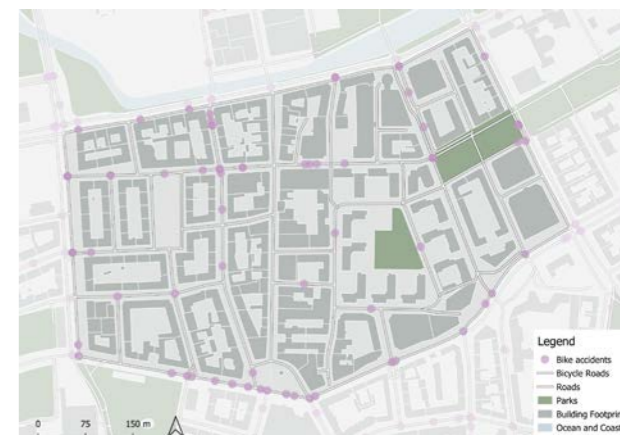 Legend
Bike accidents
Bicycle Roads
Roads
Parks
Building Footprin
Ocean and Coast
0 75 150 m